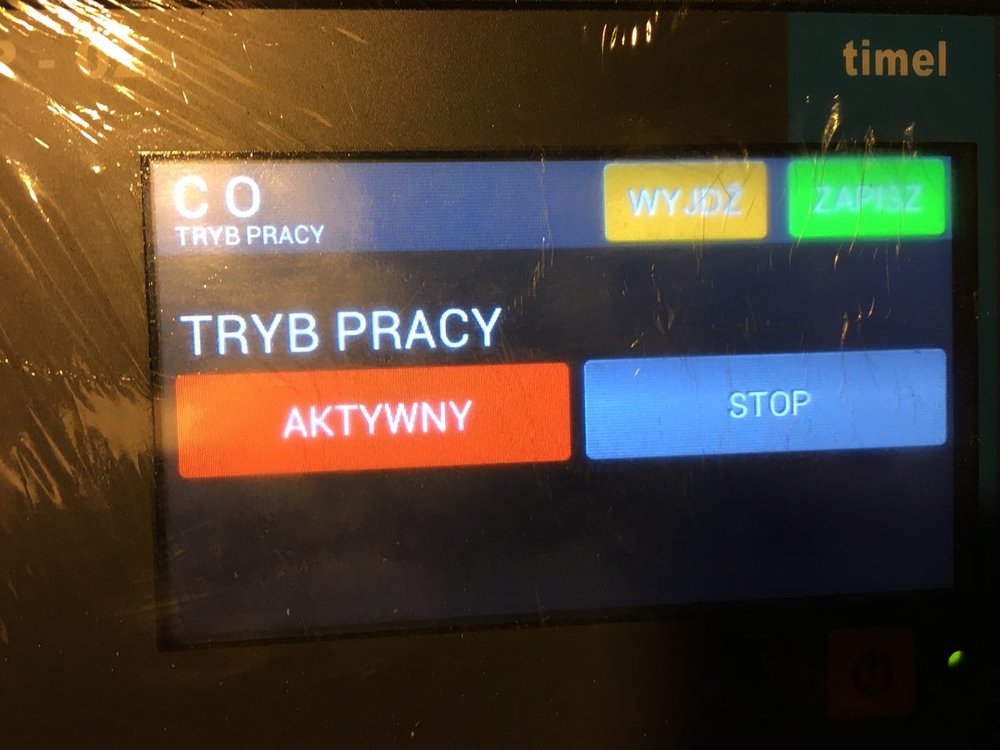 timel
C O
TRYB PRACY
WYJDŹ
ZAPISZ
TRYB PRACY
AKTYWNY
STOP